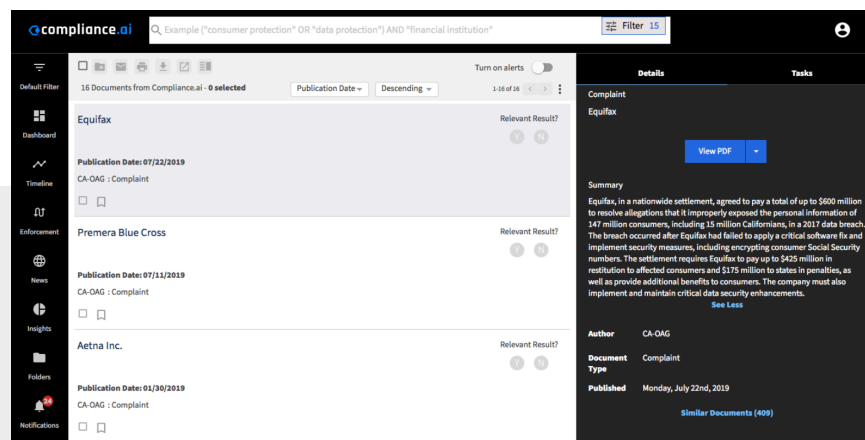 compliance.ai
Example ("consumer protection" OR "data protection") AND "financial institution"
Filter 15
Default Filter
Dashboard
Timeline
Enforcement
News
Insights
Folders
24
Notifications
Turn on alerts
16 Documents from Compliance.ai - 0 selected
Publication Date
Descending
1-16 of 16
Equifax
Relevant Result?
Y N
Publication Date: 07/22/2019
CA-OAG : Complaint
Premera Blue Cross
Relevant Result?
Y N
Publication Date: 07/11/2019
CA-OAG : Complaint
Aetna Inc.
Relevant Result?
Y N
Publication Date: 01/30/2019
CA-OAG : Complaint
Details Tasks
Complaint
Equifax
View PDF
Summary
Equifax, in a nationwide settlement, agreed to pay a total of up to $600 million
to resolve allegations that it improperly exposed the personal information of
147 million consumers, including 15 million Californians, in a 2017 data breach.
The breach occurred after Equifax had failed to apply a critical software fix and
implement security measures, including encrypting consumer Social Security
numbers. The settlement requires Equifax to pay up to $425 million in
restitution to affected consumers and $175 million to states in penalties, as
well as provide additional benefits to consumers. The company must also
implement and maintain critical data security enhancements.
See Less
Author CA-OAG
Document Complaint
Type
Published Monday, July 22nd, 2019
Similar Documents (409)